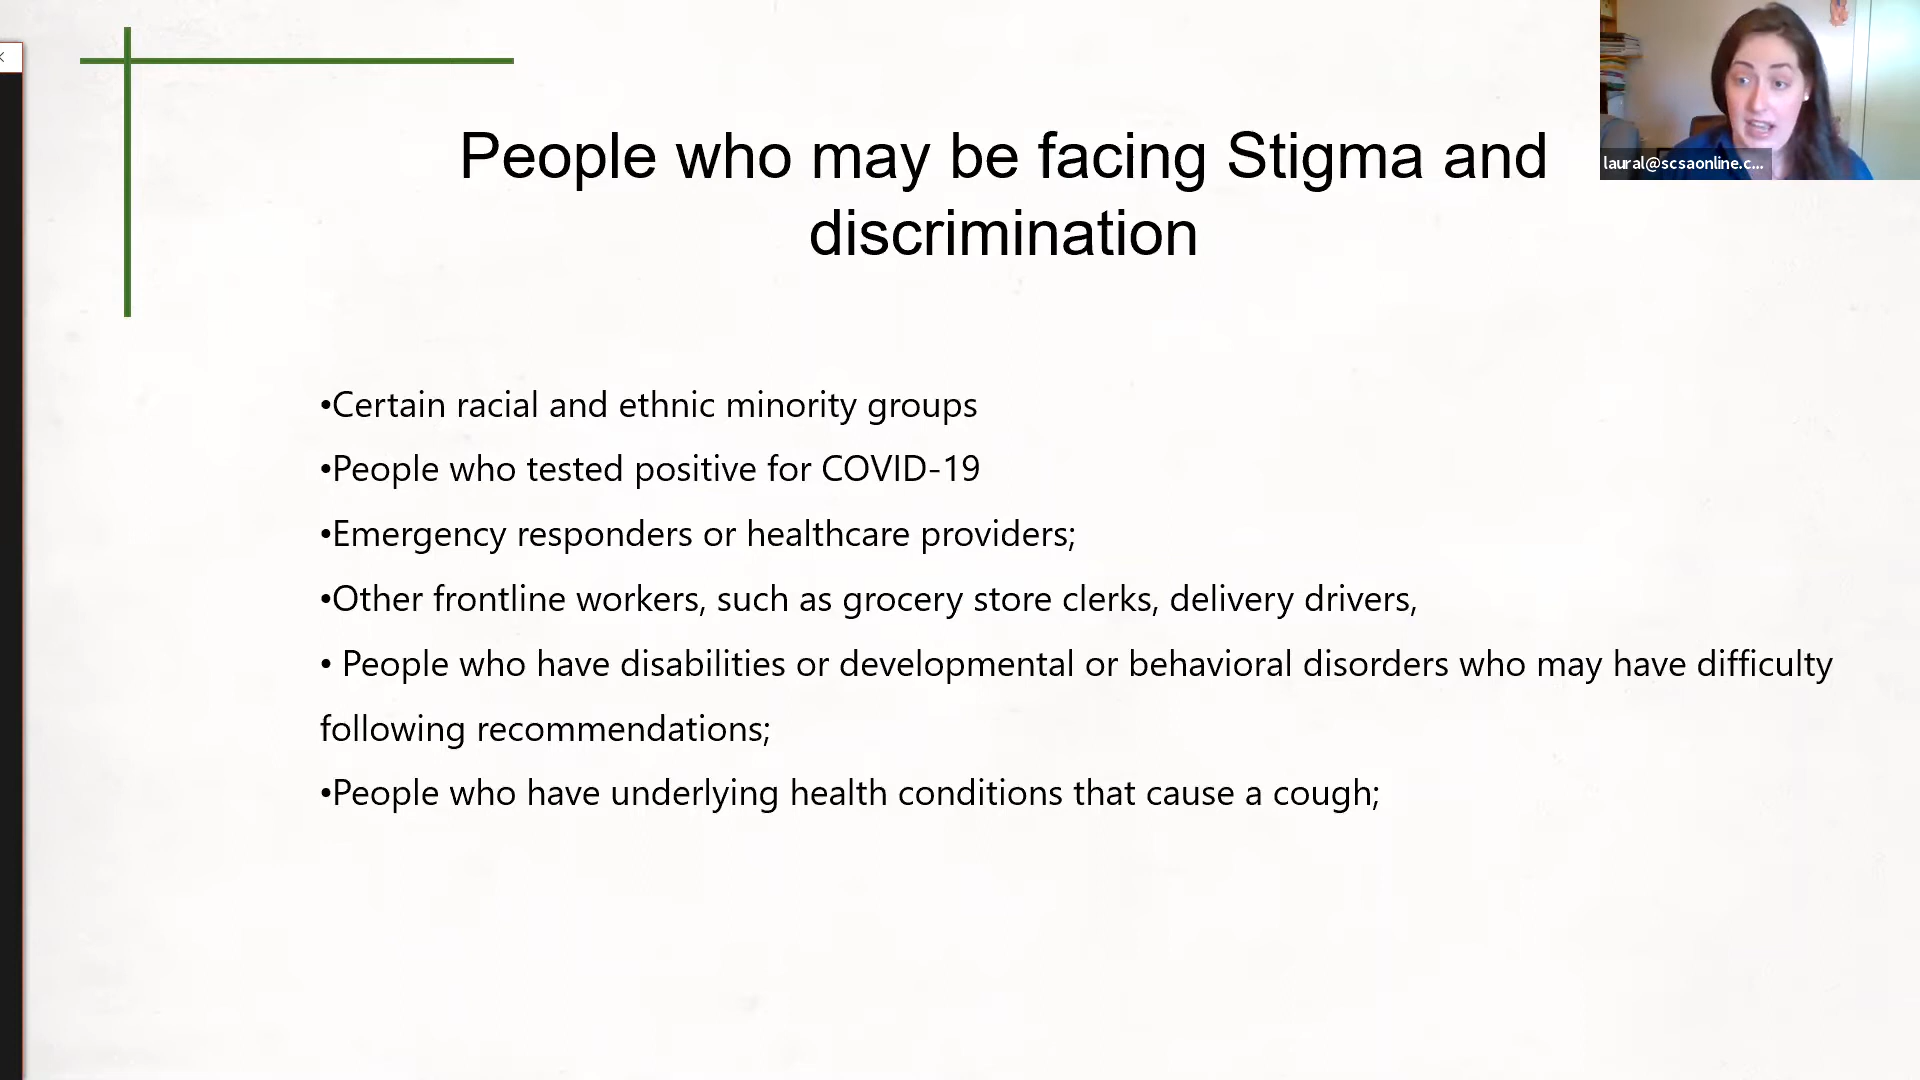 People who may be facing Stigma and
discrimination
laural@scsaonline.c...
•Certain racial and ethnic minority groups
•People who tested positive for COVID-19
•Emergency responders or healthcare providers;
•Other frontline workers, such as grocery store clerks, delivery drivers,
• People who have disabilities or developmental or behavioral disorders who may have difficulty
following recommendations;
•People who have underlying health conditions that cause a cough;